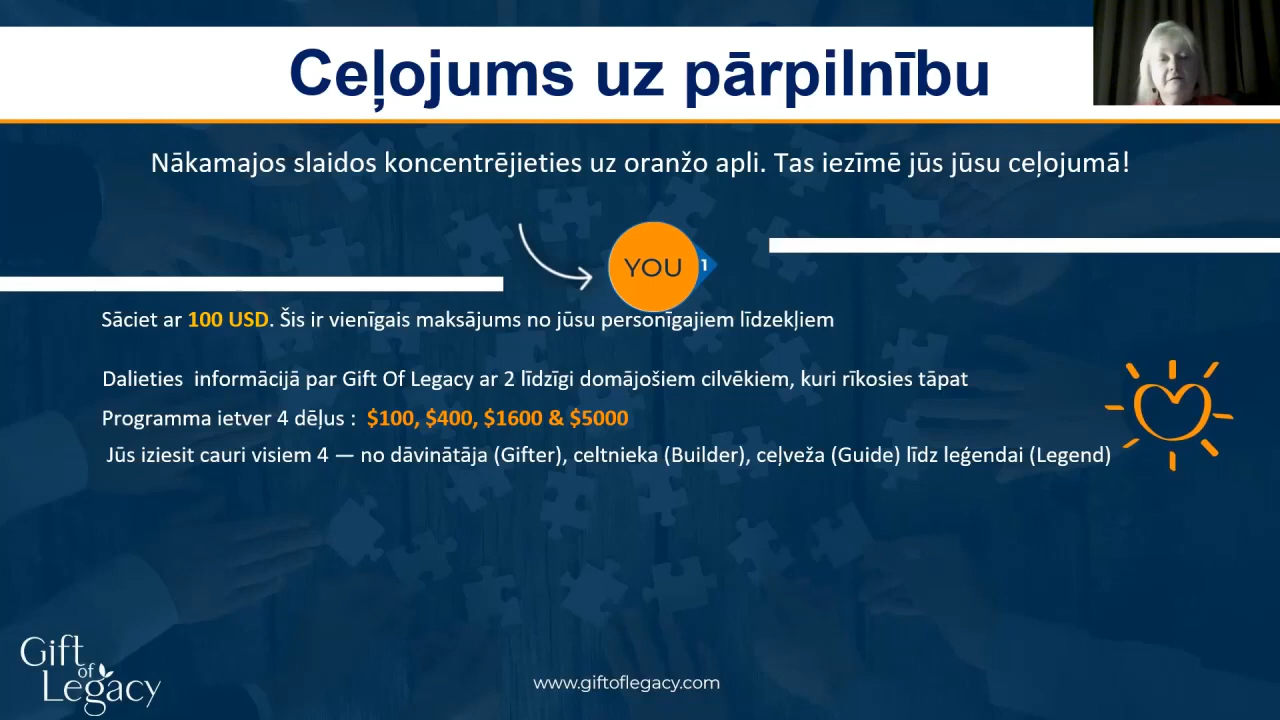 Ceļojums uz pārpilnību
Nākamajos slaidos koncentrējieties uz oranžo apli. Tas iezīmē jūs jūsu ceļojumā!
YOU 1
Sāciet ar 100 USD. Šis ir vienīgais maksājums no jūsu personīgajiem līdzekļiem
Dalieties informācijā par Gift Of Legacy ar 2 līdzīgi domājošiem cilvēkiem, kuri rīkosies tāpat
Programma ietver 4 dēļus : $100, $400, $1600 & $5000
Jūs iziesit cauri visiem 4 — no dāvinātāja (Gifter), celtnieka (Builder), ceļveža (Guide) līdz leģendai (Legend)
Gift
of
Legacy
www.giftoflegacy.com